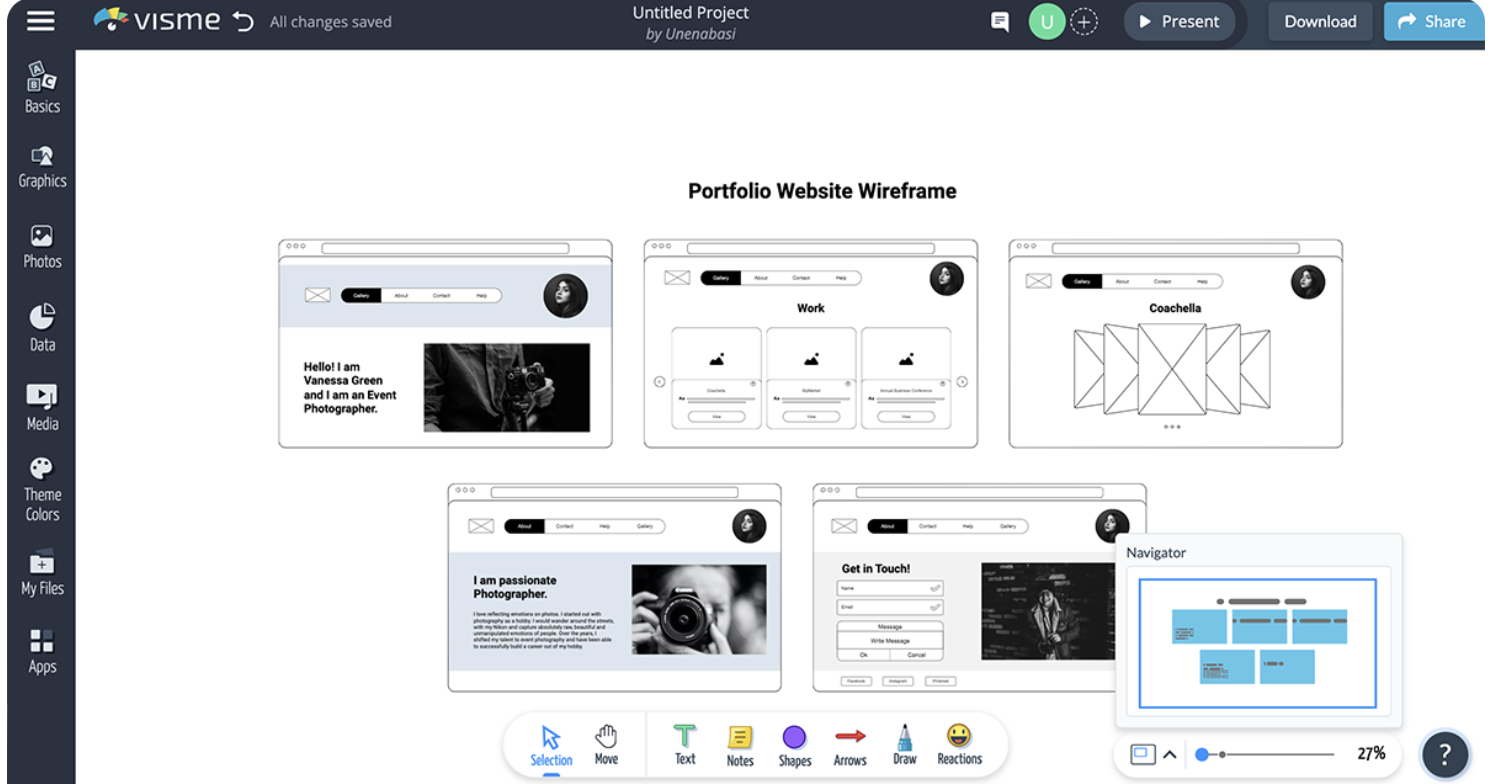 visme
All changes saved
Untitled Project
by Unenabasi
U
Present
Download
Share
A
B
C
Basics
Graphics
Photos
Data
Media
Theme
Colors
My Files
Apps
Portfolio Website Wireframe
Gallery About Contact Help
Hello! I am
Vanessa Green
and I am an Event
Photographer.
Gallery About Contact Help
Work
Coachella
Aa
View
BizMarket
Aa
View
Annual Business Conference
Aa
View
Gallery About Contact Help
Coachella
About Contact Help Gallery
I am passionate
Photographer.
I love reflecting emotions on photos. I started out with
photography as a hobby. I would wander around the streets,
with my Nikon and capture absolutely raw, beautiful and
unmanipulated emotions of people. Over the years, I
shifted my talent to event photography and have been able
to successfully build a career out of my hobby.
About Contact Help Gallery
Get in Touch!
Name
Email
Message
Write Message
Ok Cancel
Facebook Instagram Pinterest
Navigator
Selection
Move
T
Text
Notes
Shapes
Arrows
Draw
Reactions
27%
?